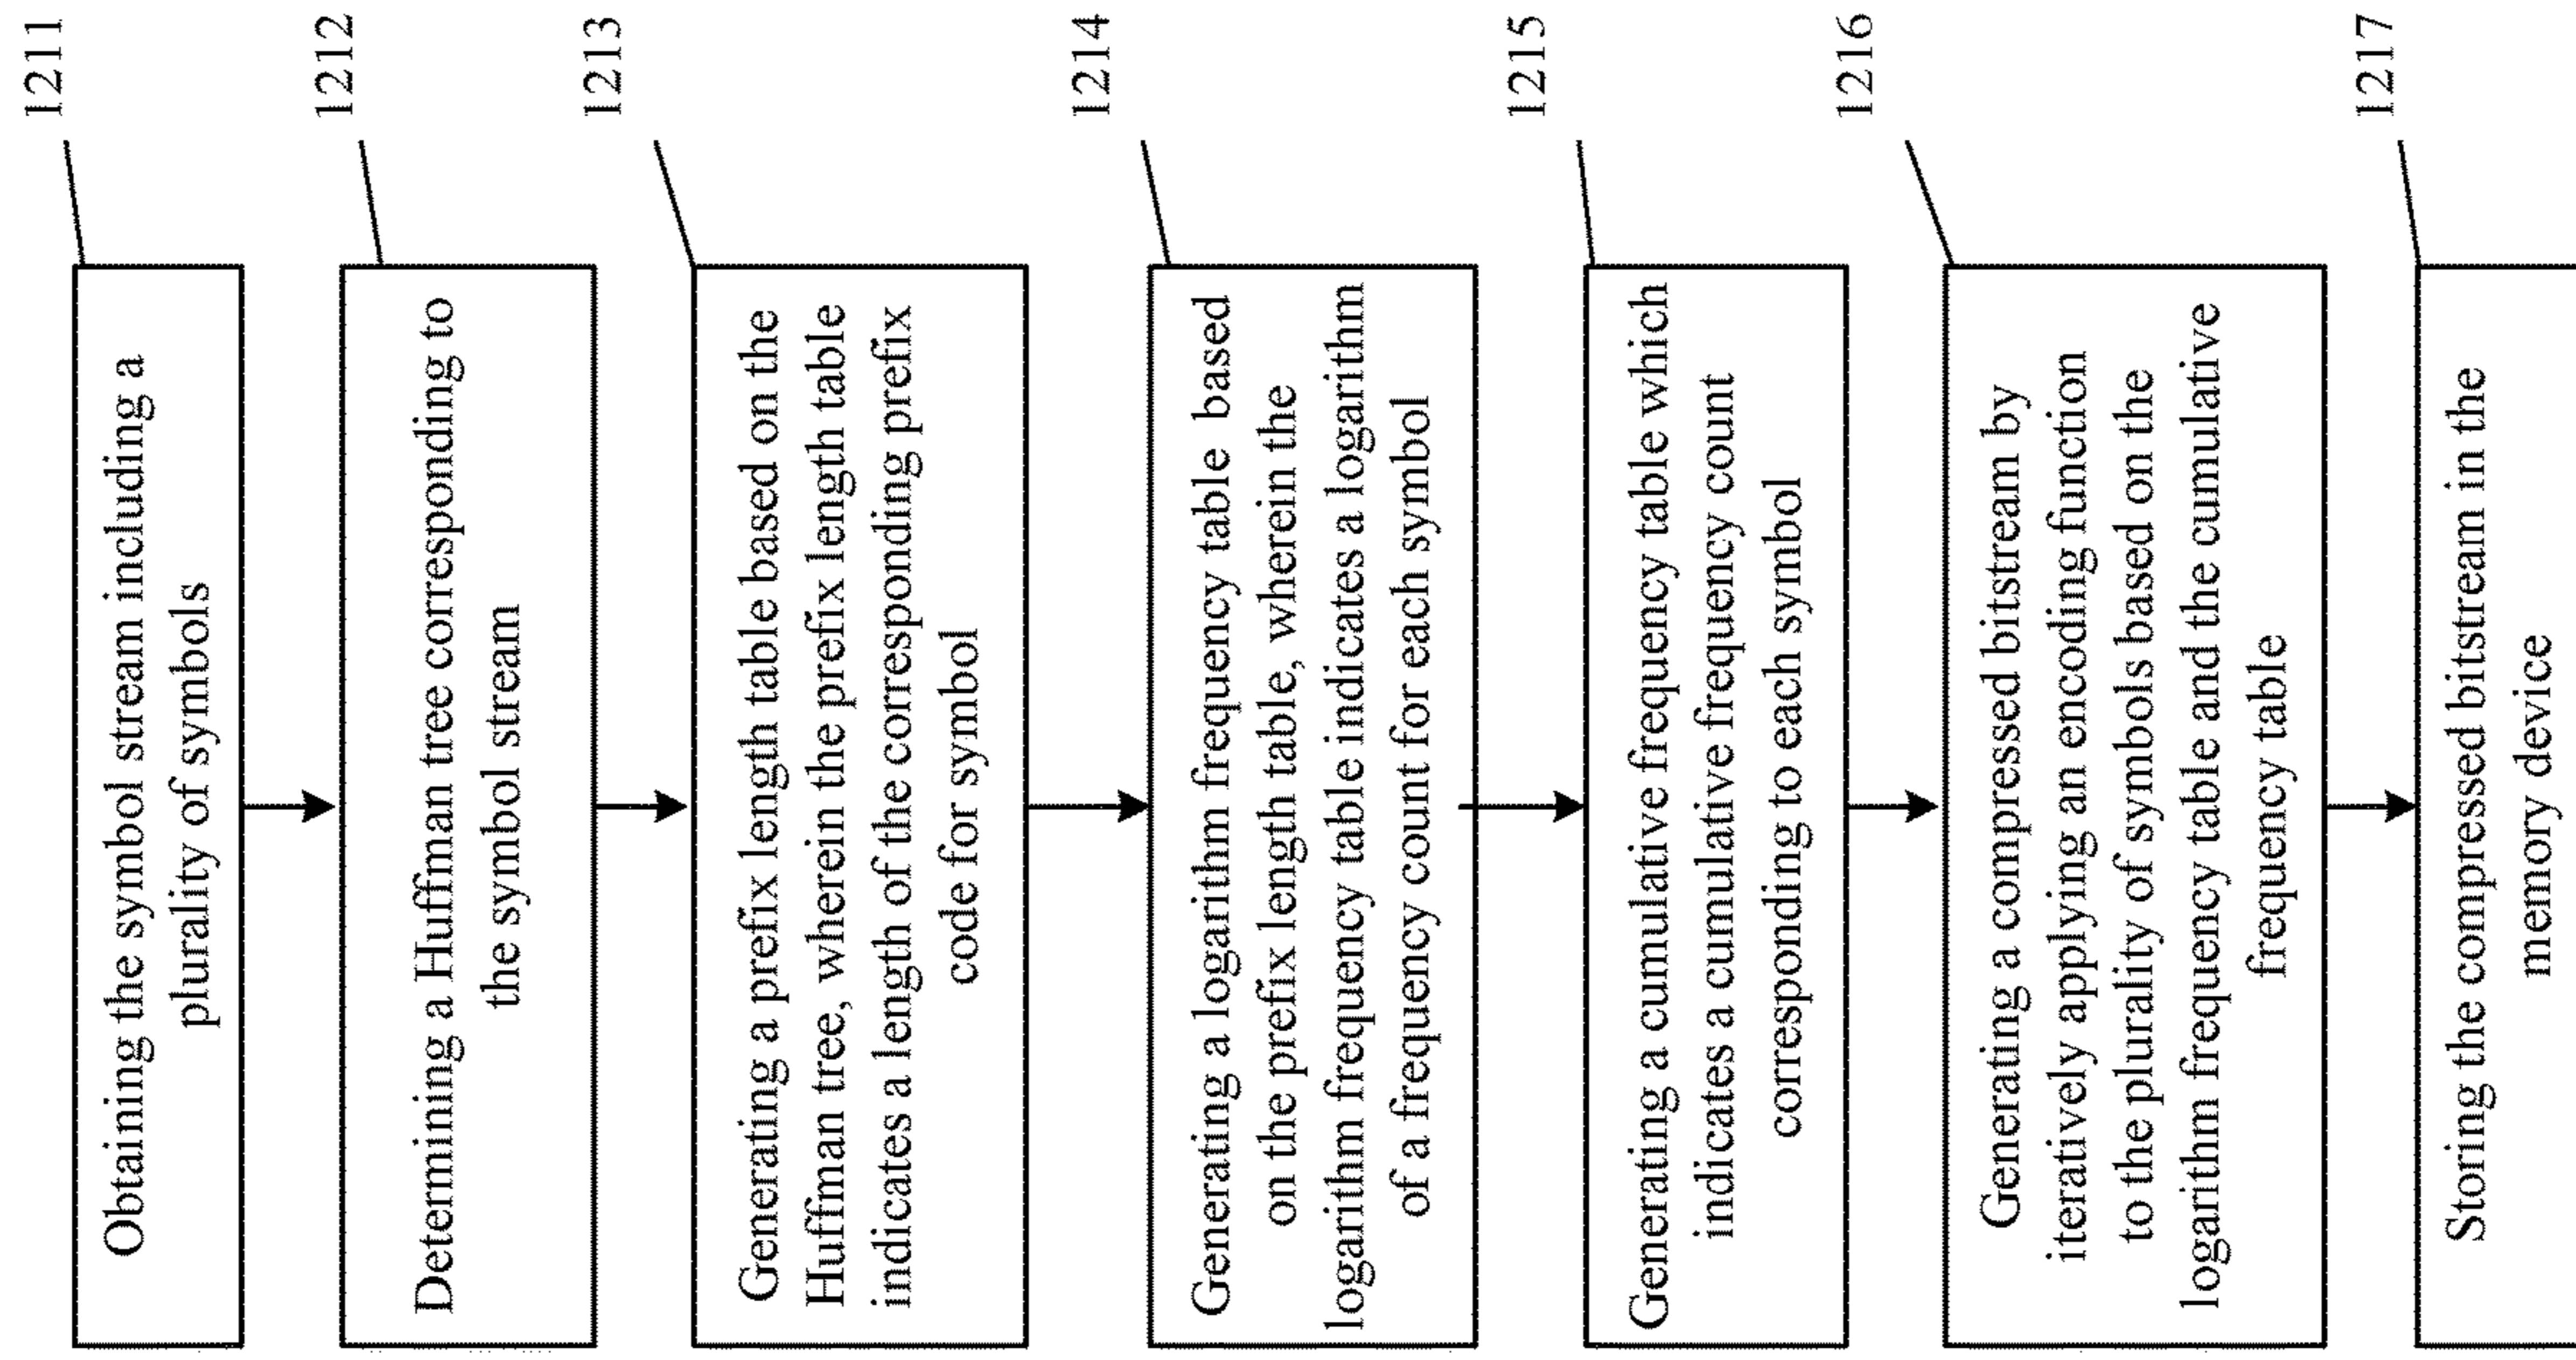 1211
Obtaining the symbol stream including a
plurality of symbols
1212
Determining a Huffman tree corresponding to
the symbol stream
1213
Generating a prefix length table based on the
Huffman tree, wherein the prefix length table
indicates a length of the corresponding prefix
code for symbol
1214
Generating a logarithm frequency table based
on the prefix length table, wherein the
logarithm frequency table indicates a logarithm
of a frequency count for each symbol
1215
Generating a cumulative frequency table which
indicates a cumulative frequency count
corresponding to each symbol
1216
Generating a compressed bitstream by
iteratively applying an encoding function
to the plurality of symbols based on the
logarithm frequency table and the cumulative
frequency table
1217
Storing the compressed bitstream in the
memory device